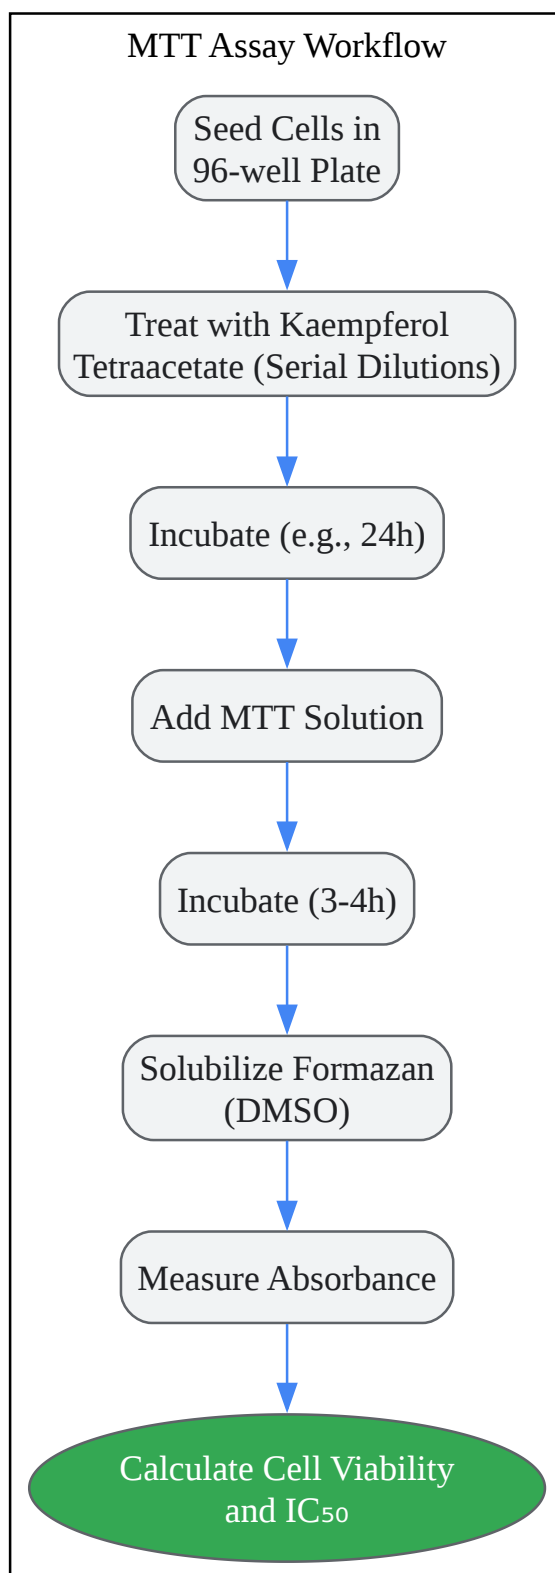 MTT Assay Workflow
Seed Cells in
96-well Plate
Treat with Kaempferol
Tetraacetate (Serial Dilutions)
Incubate (e.g., 24h)
Add MTT Solution
Incubate (3-4h)
Solubilize Formazan
(DMSO)
Measure Absorbance
Calculate Cell Viability
and IC₅₀